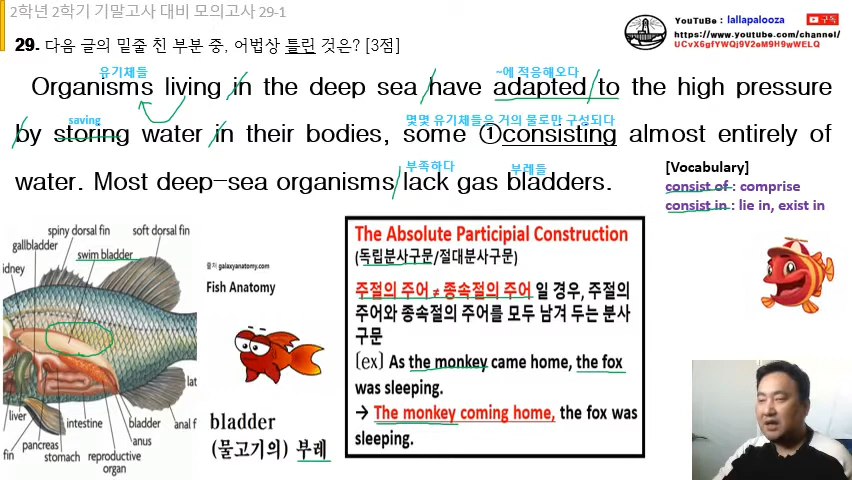 2학년 2학기 기말고사 대비 모의고사 29-1
YouTuBe : lallapalooza
구독
https://www.youtube.com/channel/
UCvX6gfYWQj9V2eM9H9wWELQ
29- 다음 글의 밑줄 친 부분 중, 어법상 틀린 것은? [3점]
유기체들
~에 적응해오다
Organisms living in the deep sea have adapted to the high pressure
saving
몇몇 유기체들은 거의 물로만 구성되다
by storing water in their bodies, some ①consisting almost entirely of
부족하다
부레들
water. Most deep-sea organisms lack gas bladders.
[Vocabulary]
consist of : comprise
consist in : lie in, exist in
spiny dorsal fin
soft dorsal fin
gallbladder
swim bladder
kidney
출처 galaxyanatomy.com
Fish Anatomy
lat
liver
intestine
bladder
anal f
fin
pancreas
anus
stomach
reproductive
organ
bladder
(물고기의) 부레
The Absolute Participial Construction
(독립분사구문/절대분사구문)
주절의 주어 ≠ 종속절의 주어 일 경우, 주절의
주어와 종속절의 주어를 모두 남겨 두는 분사
구문
(ex) As the monkey came home, the fox
was sleeping.
→ The monkey coming home, the fox was
sleeping.